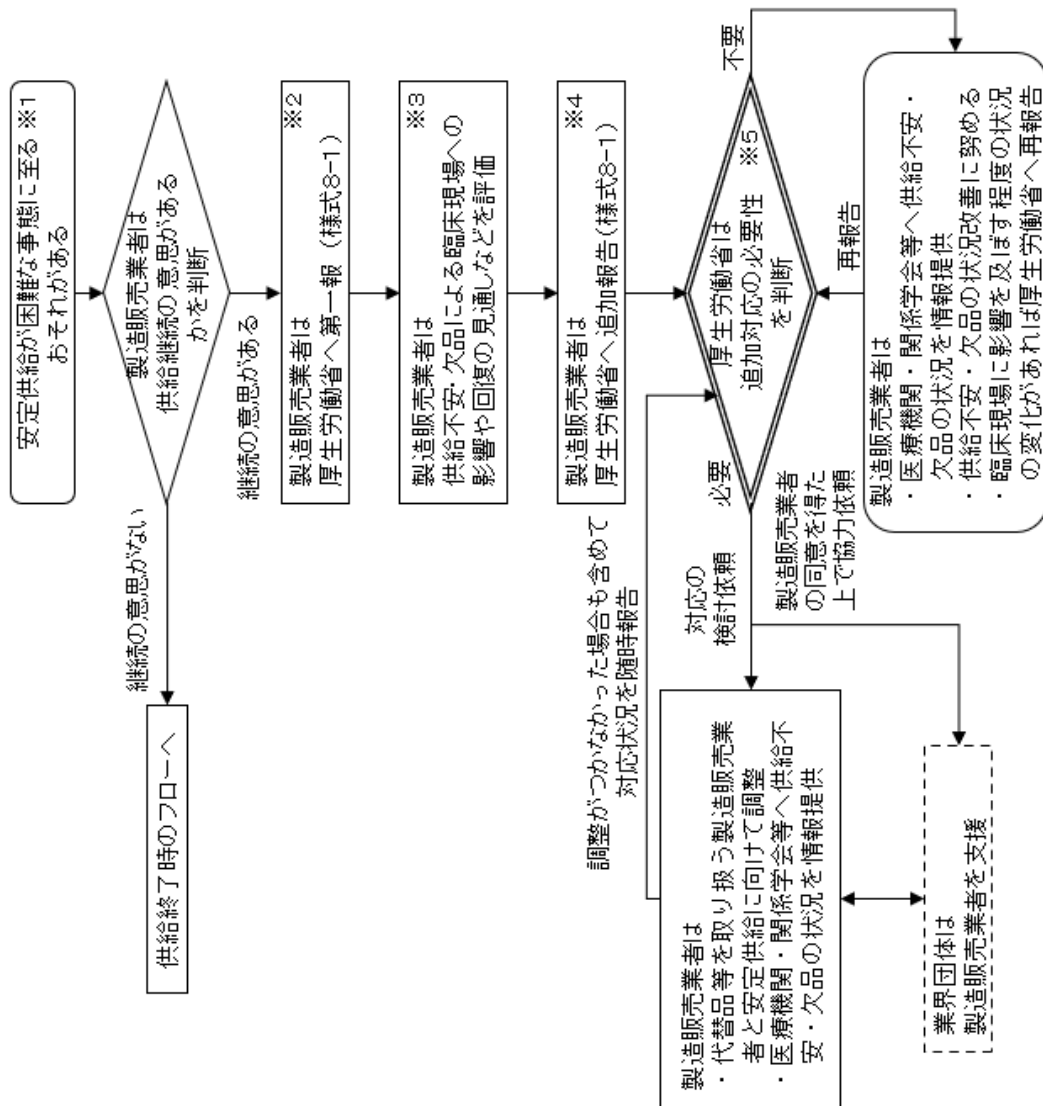 安定供給が困難な事態に至る ※1
おそれがある
製造販売業者は
供給継続の意思がある
かを判断
継続の意思がない
供給終了時のフローへ
継続の意思がある
※2
製造販売業者は
厚生労働省へ第一報（様式8-1）
※3
製造販売業者は
供給不安・欠品による臨床現場への
影響や回復の見通しなどを評価
※4
製造販売業者は
厚生労働省へ追加報告(様式8-1)
厚生労働省は
追加対応の必要性 ※5
を判断
不要
必要
再報告
調整がつかなかった場合も含めて
対応状況を随時報告
対応の
検討依頼
製造販売業者
の同意を得た
上で協力依頼
製造販売業者は
・代替品等を取り扱う製造販売業
者と安定供給に向けて調整
・医療機関・関係学会等へ供給不
安・欠品の状況を情報提供
業界団体は
製造販売業者を支援
製造販売業者は
・医療機関・関係学会等へ供給不安・
欠品の状況を情報提供
・供給不安・欠品の状況改善に努める
・臨床現場に影響を及ぼす程度の状況
の変化があれば厚生労働省へ再報告